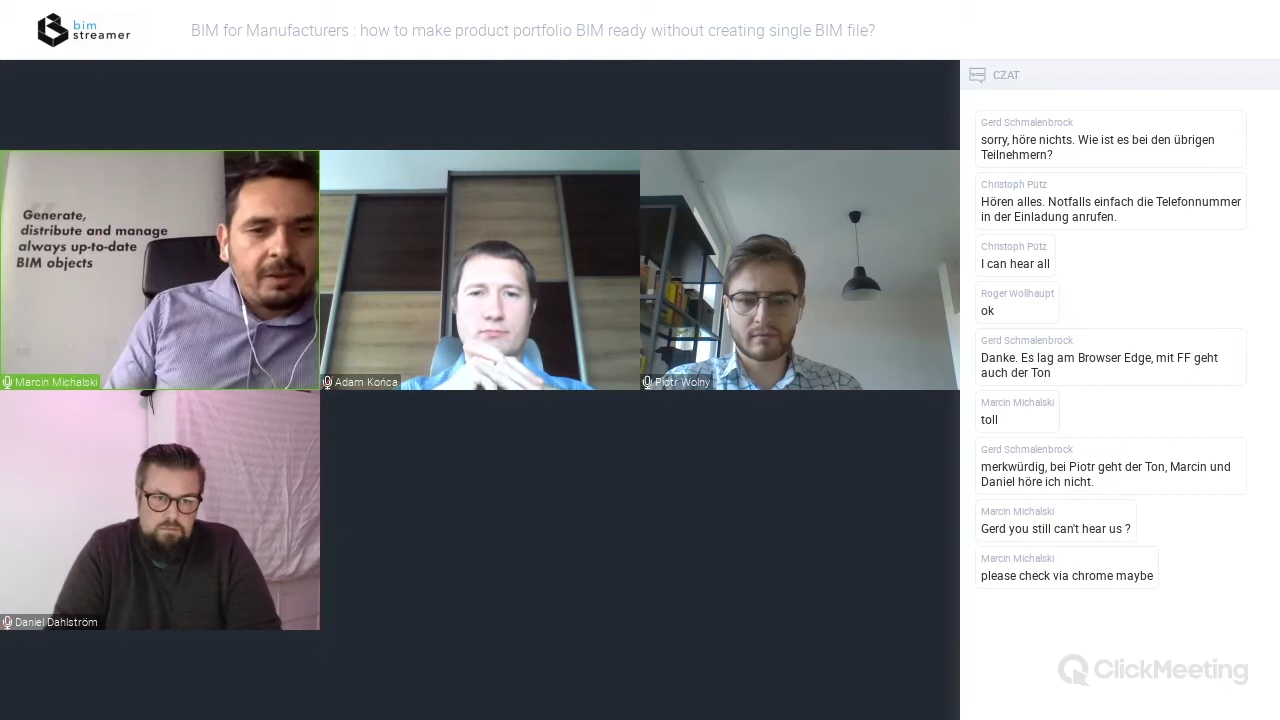 bim
streamer
BIM for Manufacturers : how to make product portfolio BIM ready without creating single BIM file?
CZAT
Generate,
distribute and manage
always up-to-date
BIM objects
Marcin Michalski
Adam Końca
Piotr Wolny
Daniel Dahlström
Gerd Schmalenbrock
sorry, höre nichts. Wie ist es bei den übrigen
Teilnehmern?
Christoph Pütz
Hören alles. Notfalls einfach die Telefonnummer
in der Einladung anrufen.
Christoph Pütz
I can hear all
Roger Wollhaupt
ok
Gerd Schmalenbrock
Danke. Es lag am Browser Edge, mit FF geht
auch der Ton
Marcin Michalski
toll
Gerd Schmalenbrock
merkwürdig, bei Piotr geht der Ton, Marcin und
Daniel höre ich nicht.
Marcin Michalski
Gerd you still can't hear us ?
Marcin Michalski
please check via chrome maybe
ClickMeeting